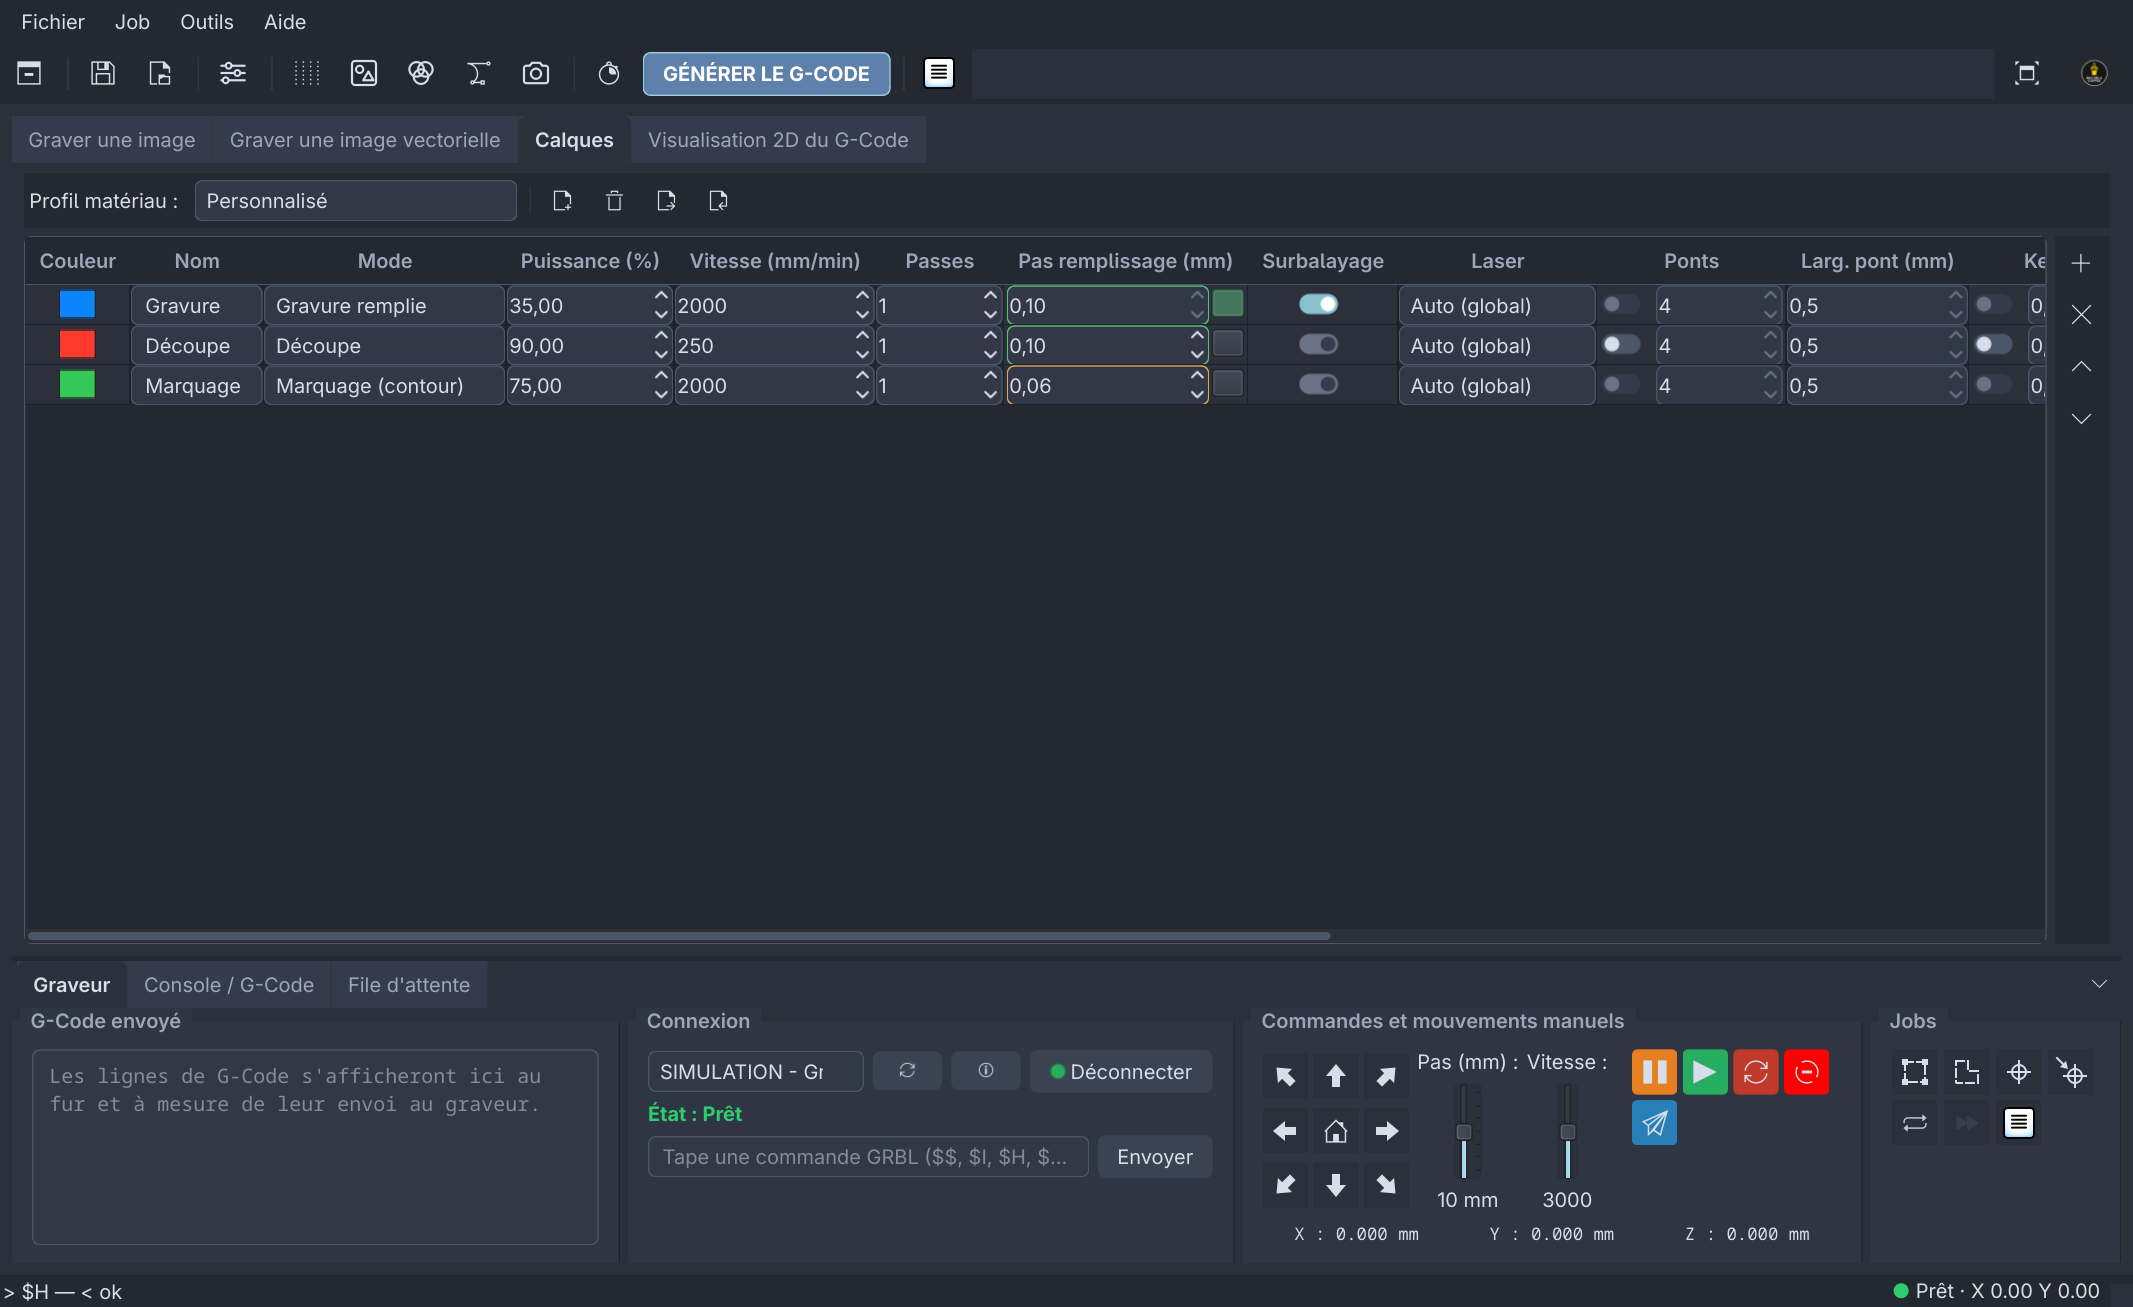 Fichier Job Outils Aide
GÉNÉRER LE G-CODE
Graver une image Graver une image vectorielle Calques Visualisation 2D du G-Code
Profil matériau : Personnalisé
Couleur Nom Mode Puissance (%) Vitesse (mm/min) Passes Pas remplissage (mm) Surbalayage Laser Ponts Larg. pont (mm) Ke
Gravure Gravure remplie 35,00 2000 1 0,10 Auto (global) 4 0,5 0,
Découpe Découpe 90,00 250 1 0,10 Auto (global) 4 0,5 0,
Marquage Marquage (contour) 75,00 2000 1 0,06 Auto (global) 4 0,5 0,
Graveur Console / G-Code File d'attente
G-Code envoyé
Les lignes de G-Code s'afficheront ici au
fur et à mesure de leur envoi au graveur.
Connexion
SIMULATION - Gr Déconnecter
État : Prêt
Tape une commande GRBL ($$, $I, $H, $... Envoyer
Commandes et mouvements manuels
Pas (mm) : Vitesse :
10 mm 3000
X : 0.000 mm Y : 0.000 mm Z : 0.000 mm
Jobs
> $H — < ok
Prêt · X 0.00 Y 0.00